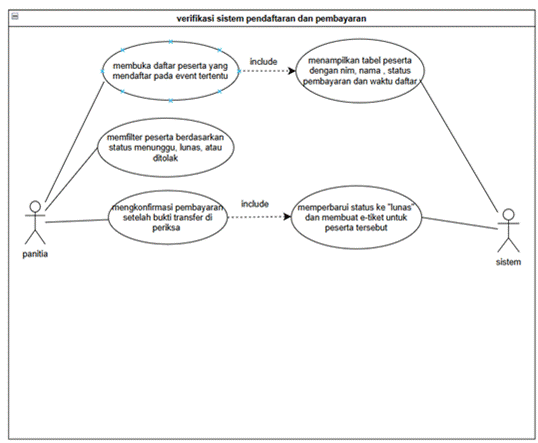 verifikasi sistem pendaftaran dan pembayaran
membuka daftar peserta yang
mendaftar pada event tertentu
include
menampilkan tabel peserta
dengan nim, nama , status
pembayaran dan waktu daftar
memfilter peserta berdasarkan
status menunggu, lunas, atau
ditolak
mengkonfirmasi pembayaran
setelah bukti transfer di
periksa
include
memperbarui status ke "lunas"
dan membuat e-tiket untuk
peserta tersebut
panitia
sistem